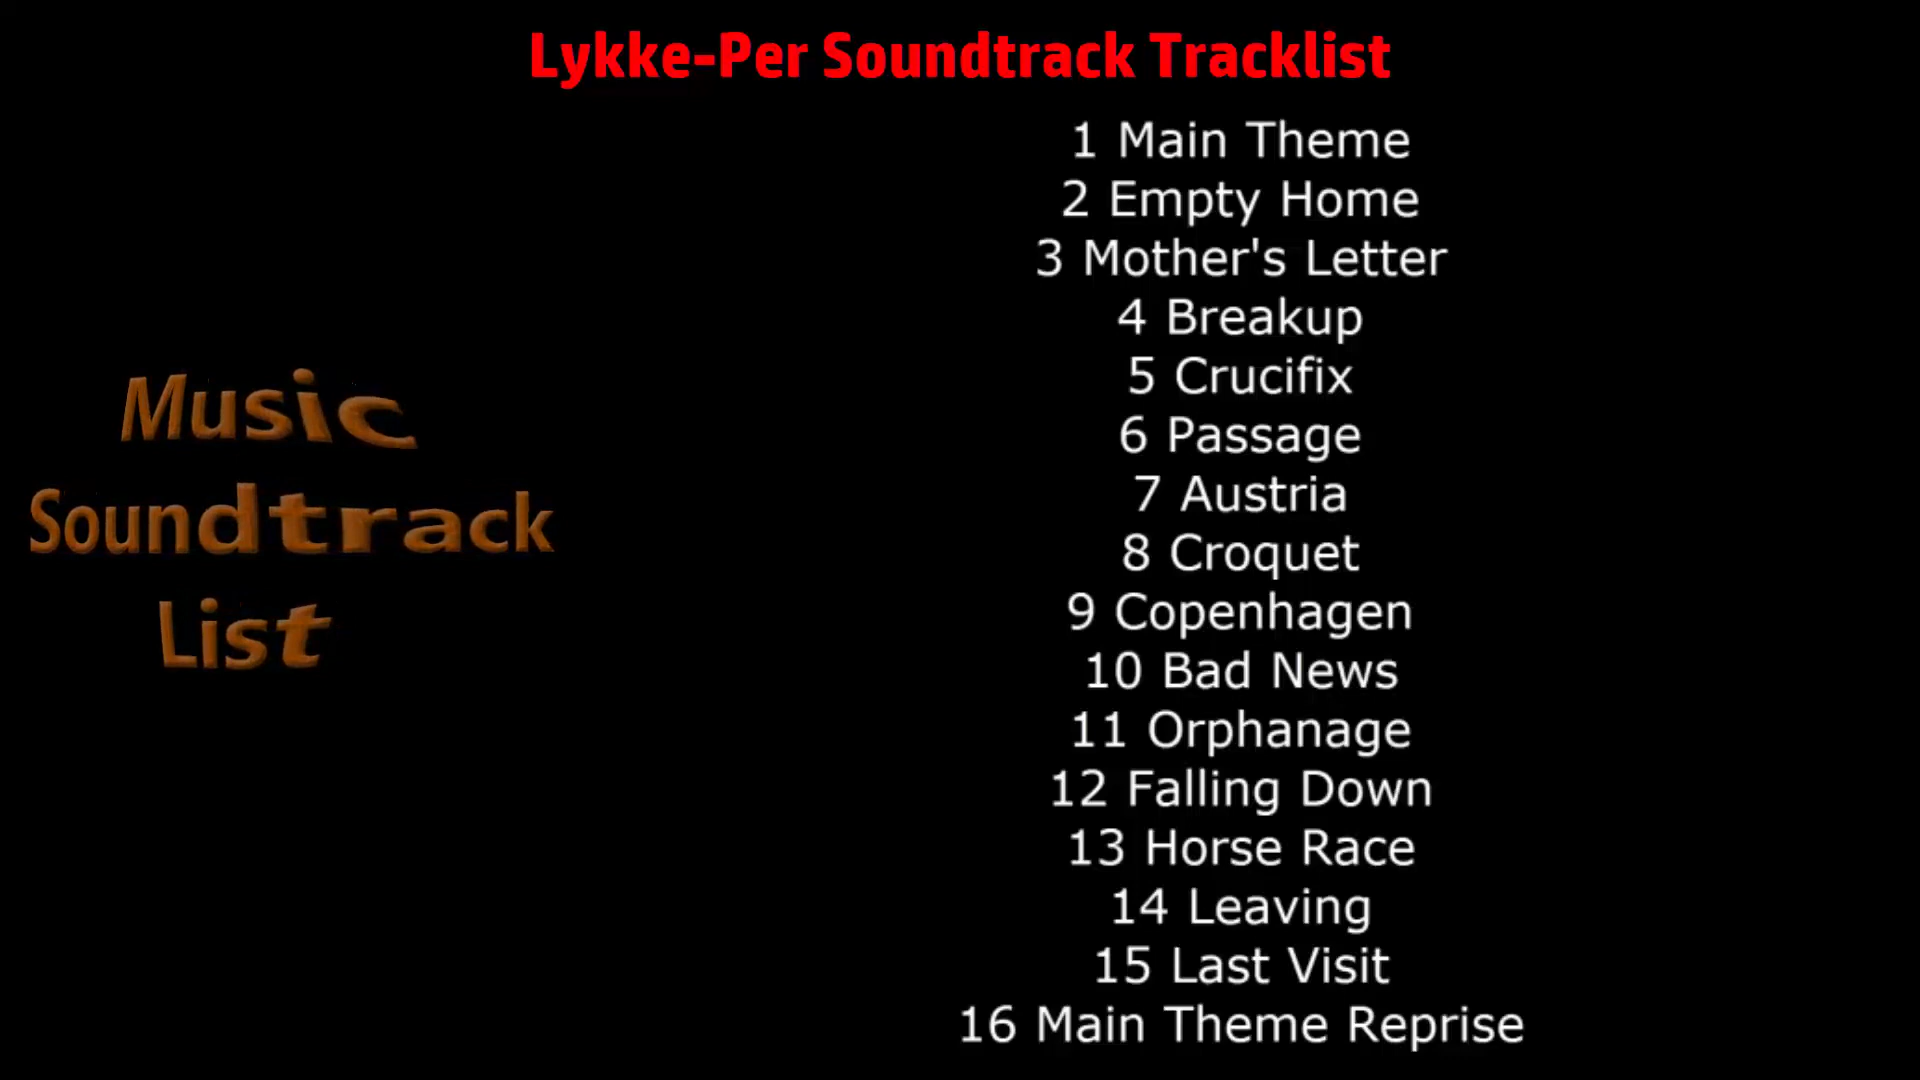 Lykke-Per Soundtrack Tracklist
Music
Soundtrack
List
1 Main Theme
2 Empty Home
3 Mother's Letter
4 Breakup
5 Crucifix
6 Passage
7 Austria
8 Croquet
9 Copenhagen
10 Bad News
11 Orphanage
12 Falling Down
13 Horse Race
14 Leaving
15 Last Visit
16 Main Theme Reprise